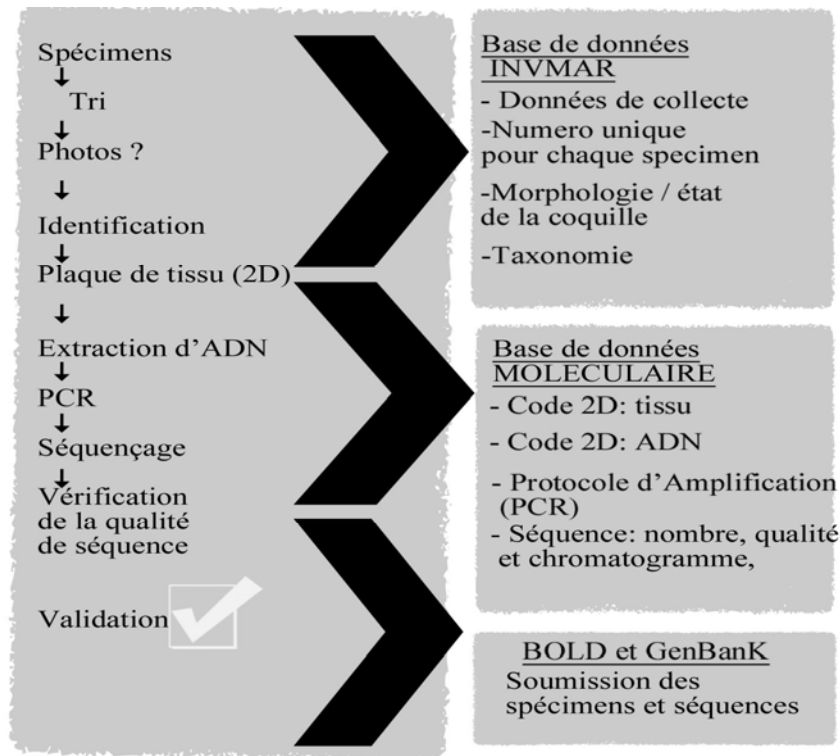 Spécimens
Tri
Photos ?
Identification
Plaque de tissu (2D)
Extraction d’ADN
PCR
Séquençage
Vérification
de la qualité
de séquence
Validation
Base de données
INVMAR
- Données de collecte
-Numero unique
pour chaque specimen
-Morphologie / état
de la coquille
-Taxonomie
Base de données
MOLECULAIRE
- Code 2D: tissu
- Code 2D: ADN
- Protocole d’Amplification
(PCR)
- Séquence: nombre, qualité
et chromatogramme,
BOLD et GenBanK
Soumission des
spécimens et séquences